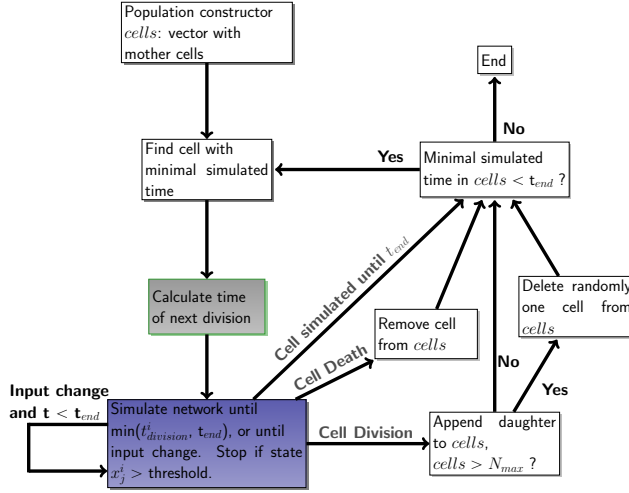 Population constructor
cells: vector with
mother cells
End
No
Yes
Find cell with
minimal simulated
time
Minimal simulated
time in cells < t_end ?
Cell simulated until t_end
Calculate time
of next division
Remove cell
from cells
Delete randomly
one cell from
cells
Cell Death
No
Yes
Input change
and t < t_end
Simulate network until
min(t^i_division, t_end), or until
input change. Stop if state
x^i_j > threshold.
Cell Division
Append daughter
to cells,
cells > N_max ?